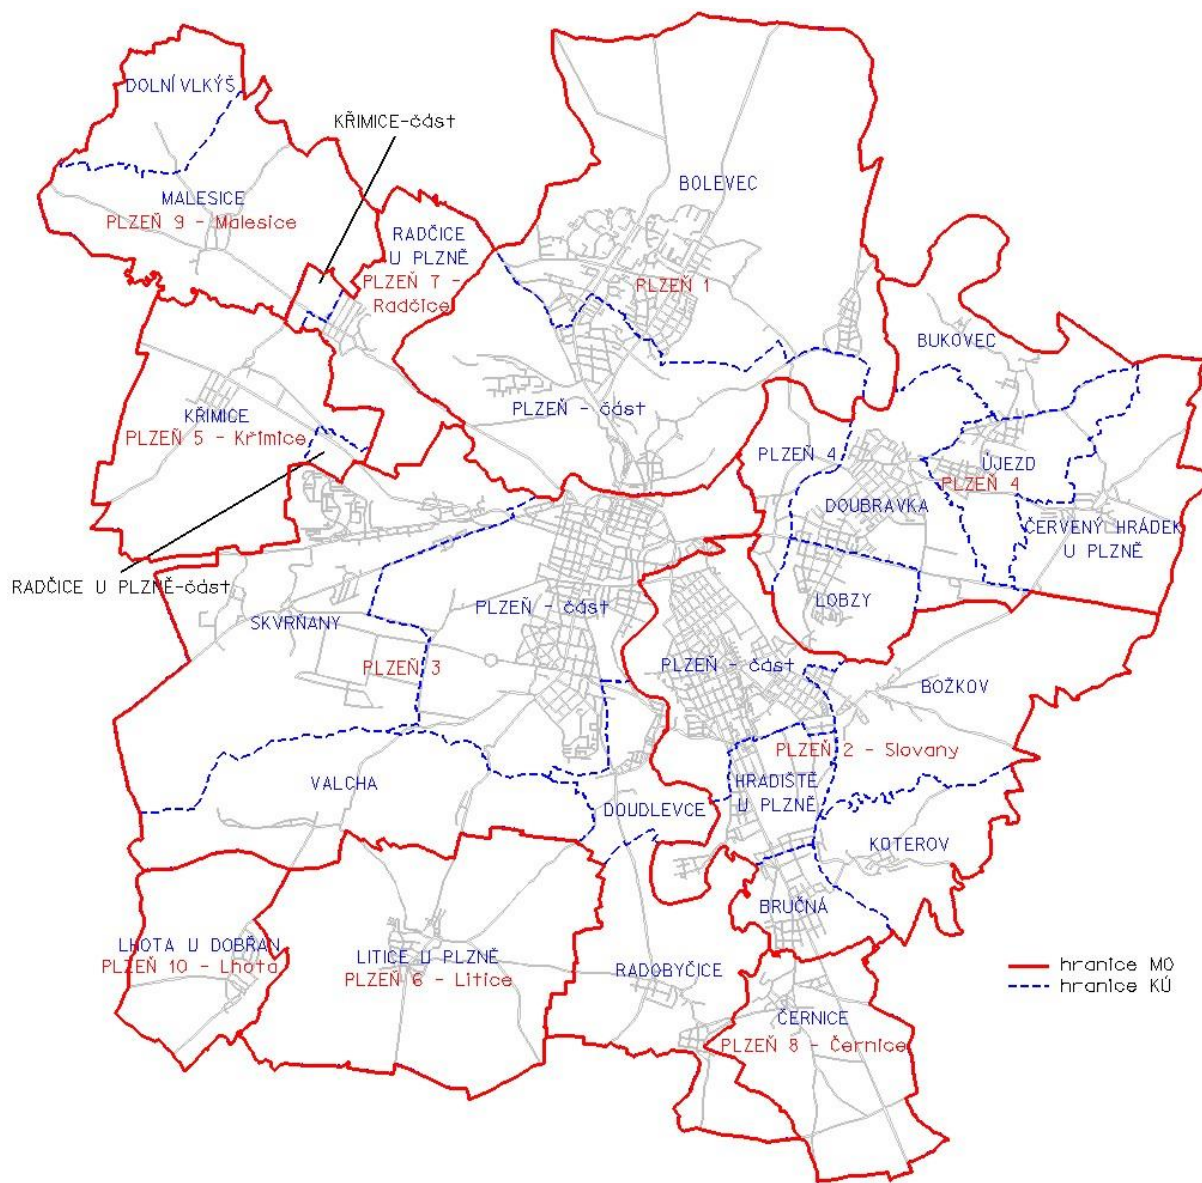 DOLNÍ VLKÝŠ
KŘIMICE-část
BOLEVEC
MALESICE
PLZEŇ 9 - Malesice
RADČICE
U PLZNĚ
PLZEŇ 7 -
Radčice
PLZEŇ 1
BUKOVEC
KŘIMICE
PLZEŇ 5 - Křimice
PLZEŇ - část
PLZEŇ 4
ÚJEZD
PLZEŇ 4
DOUBRAVKA
ČERVENÝ HRÁDEK
U PLZNĚ
RADČICE U PLZNĚ-část
SKVRŇANY
PLZEŇ - část
LOBZY
PLZEŇ 3
PLZEŇ - část
BOŽKOV
PLZEŇ 2 - Slovany
VALCHA
HRADIŠTĚ
U PLZNĚ
DOUDLEVCE
KOTEROV
BRUČNÁ
LHOTA U DOBŘAN
PLZEŇ 10 - Lhota
LITICE U PLZNĚ
PLZEŇ 6 - Litice
RADOBYČICE
ČERNICE
PLZEŇ 8 - Černice
hranice MO
hranice KÚ